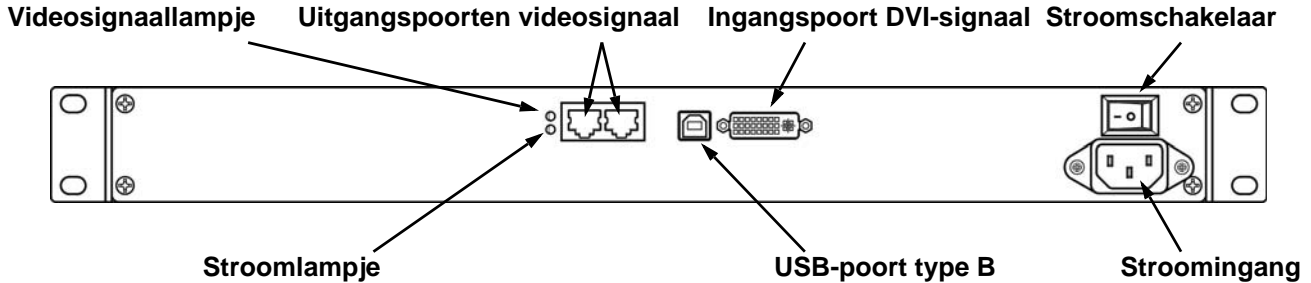 Videosignaallampje
Uitgangspoorten videosignaal
Ingangspoort DVI-signaal
Stroomschakelaar
Stroomlampje
USB-poort type B
Stroomingang